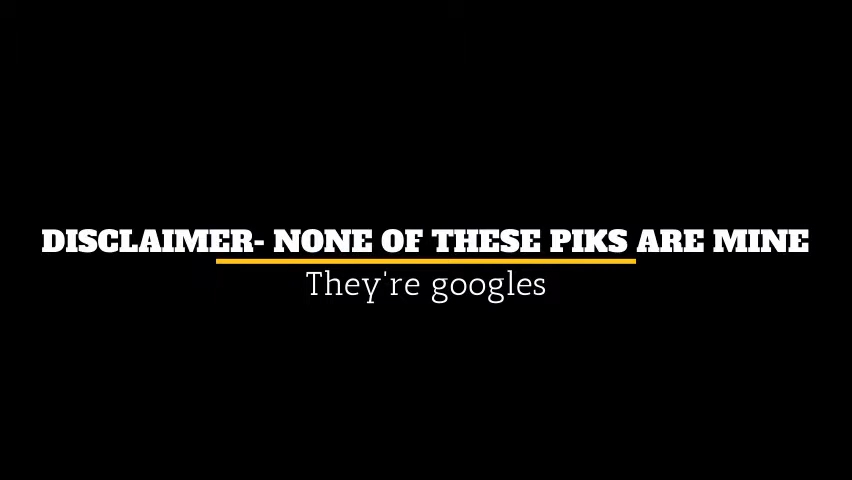 DISCLAIMER- NONE OF THESE PIKS ARE MINE
They're googles